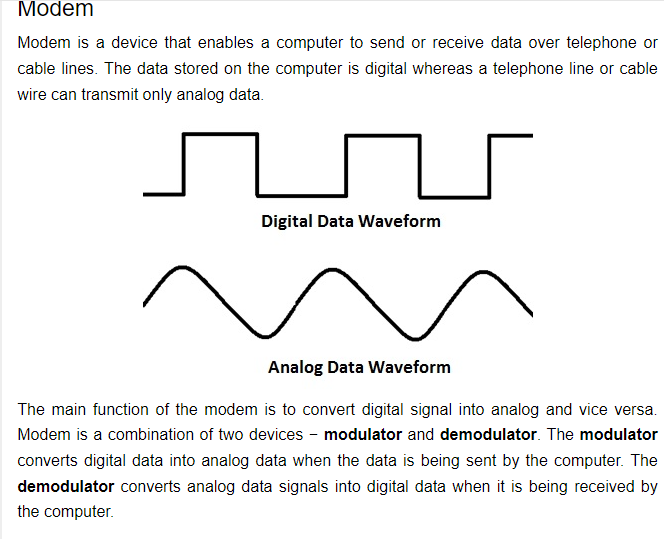 Modem
Modem is a device that enables a computer to send or receive data over telephone or
cable lines. The data stored on the computer is digital whereas a telephone line or cable
wire can transmit only analog data.
Digital Data Waveform
Analog Data Waveform
The main function of the modem is to convert digital signal into analog and vice versa.
Modem is a combination of two devices − modulator and demodulator. The modulator
converts digital data into analog data when the data is being sent by the computer. The
demodulator converts analog data signals into digital data when it is being received by
the computer.